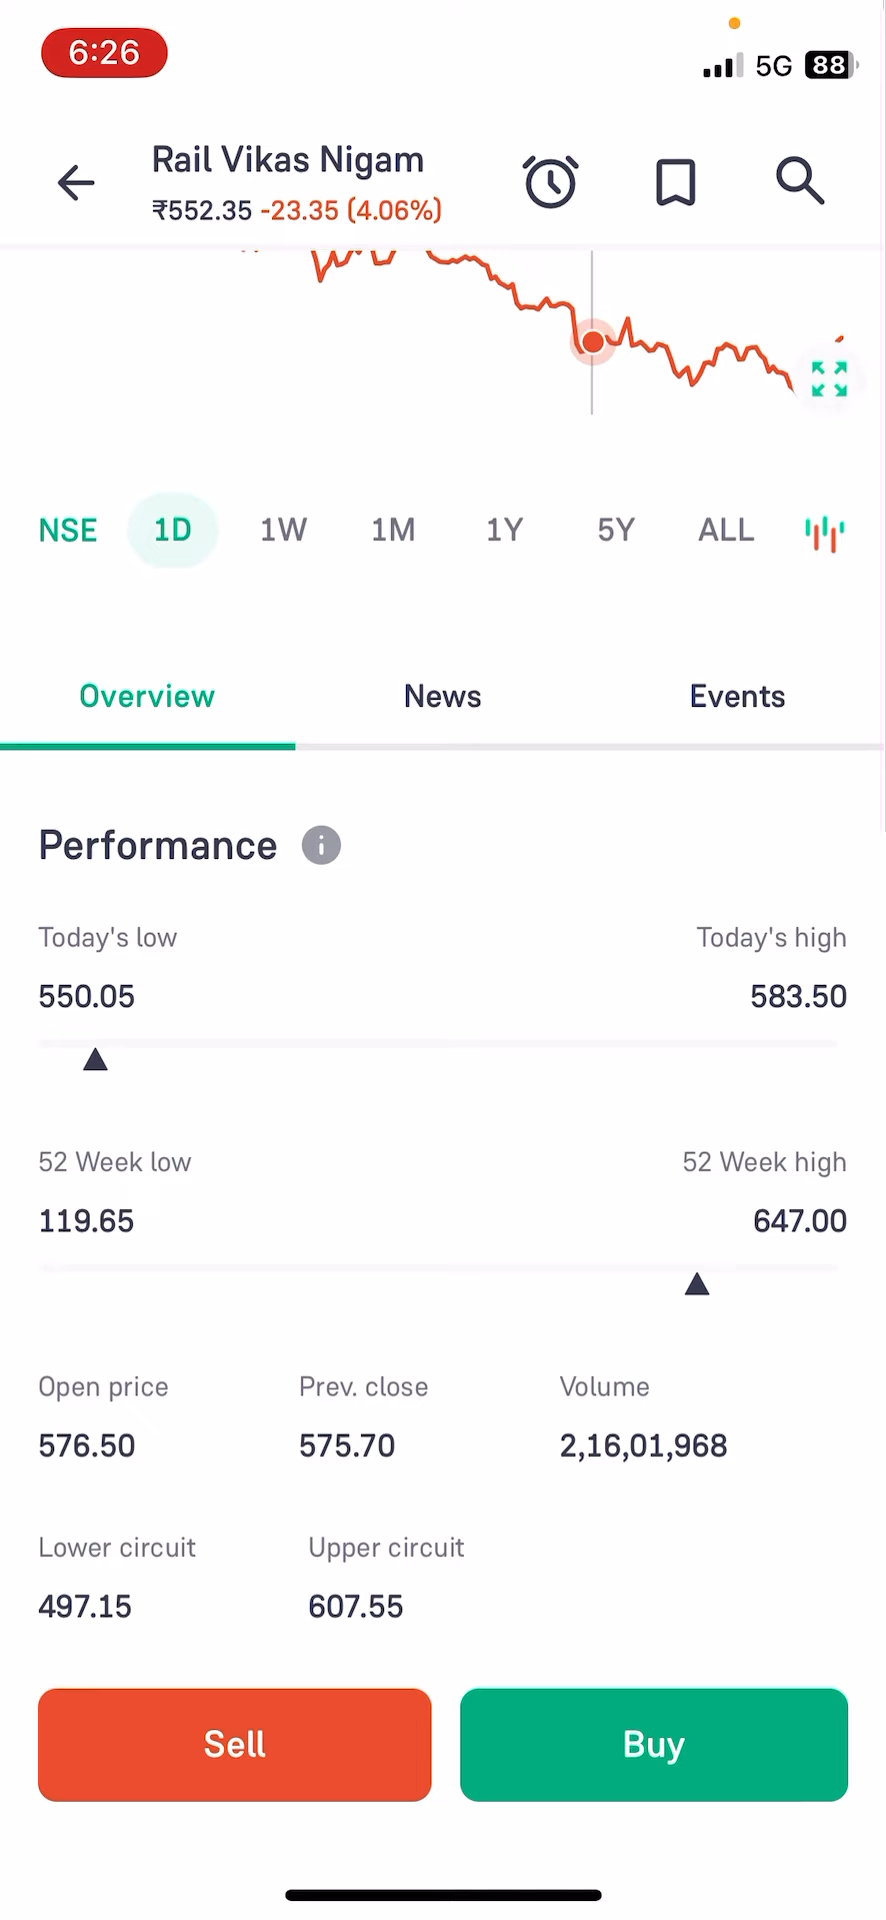 6:26
5G 88
Rail Vikas Nigam
₹552.35 -23.35 (4.06%)
NSE 1D 1W 1M 1Y 5Y ALL
Overview News Events
Performance
Today's low Today's high
550.05 583.50
52 Week low 52 Week high
119.65 647.00
Open price Prev. close Volume
576.50 575.70 2,16,01,968
Lower circuit Upper circuit
497.15 607.55
Sell Buy